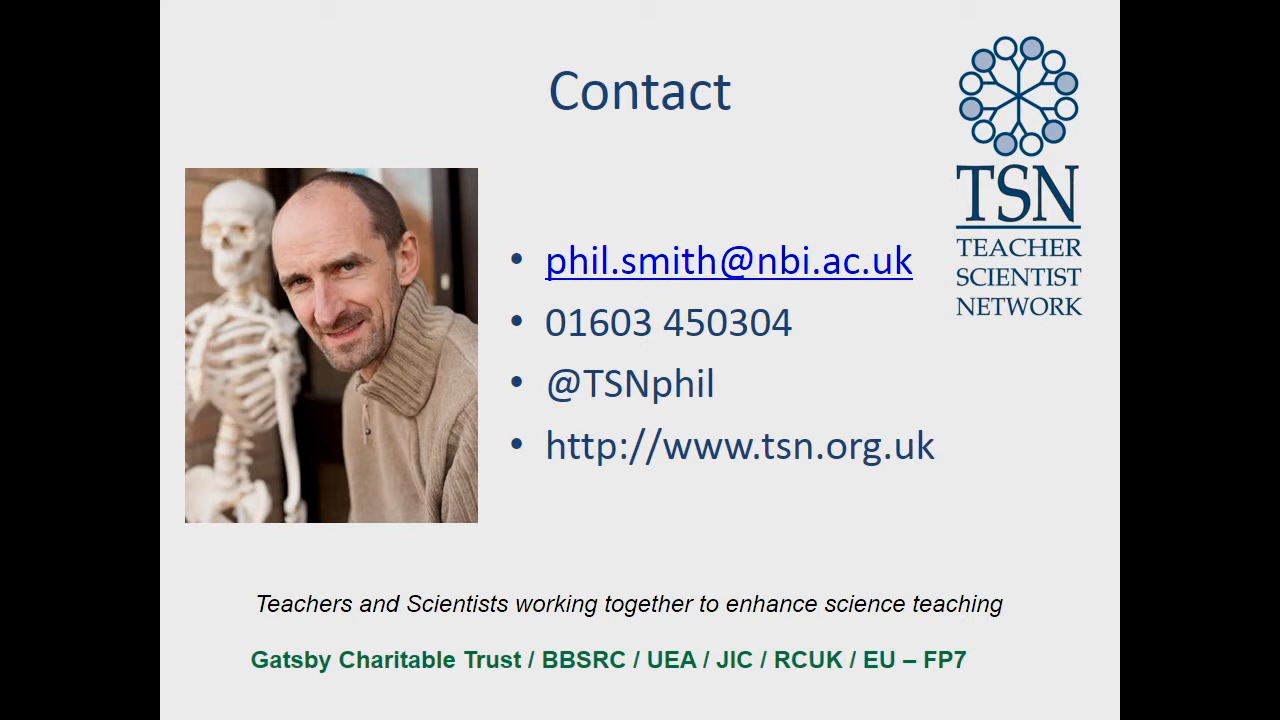 Contact
TSN
TEACHER
SCIENTIST
NETWORK
• phil.smith@nbi.ac.uk
• 01603 450304
• @TSNphil
• http://www.tsn.org.uk
Teachers and Scientists working together to enhance science teaching
Gatsby Charitable Trust / BBSRC / UEA / JIC / RCUK / EU – FP7